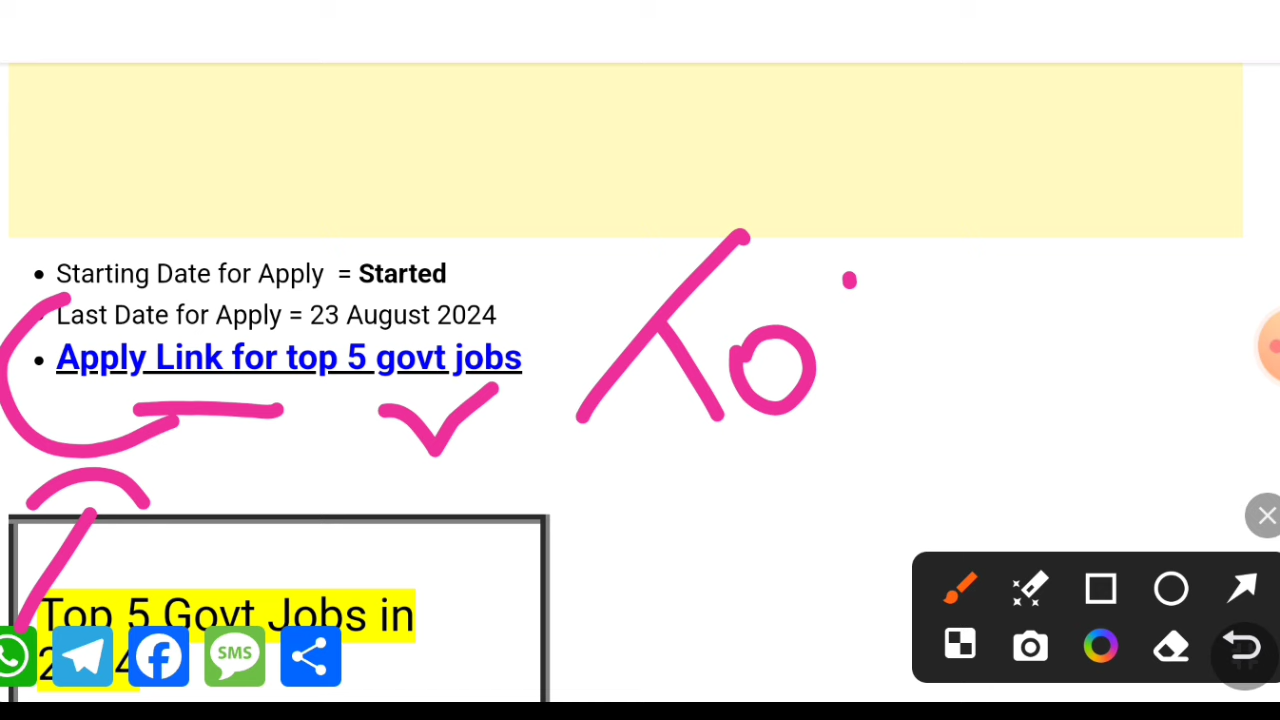 Starting Date for Apply = Started
Last Date for Apply = 23 August 2024
Apply Link for top 5 govt jobs
Top 5 Govt Jobs in
SMS